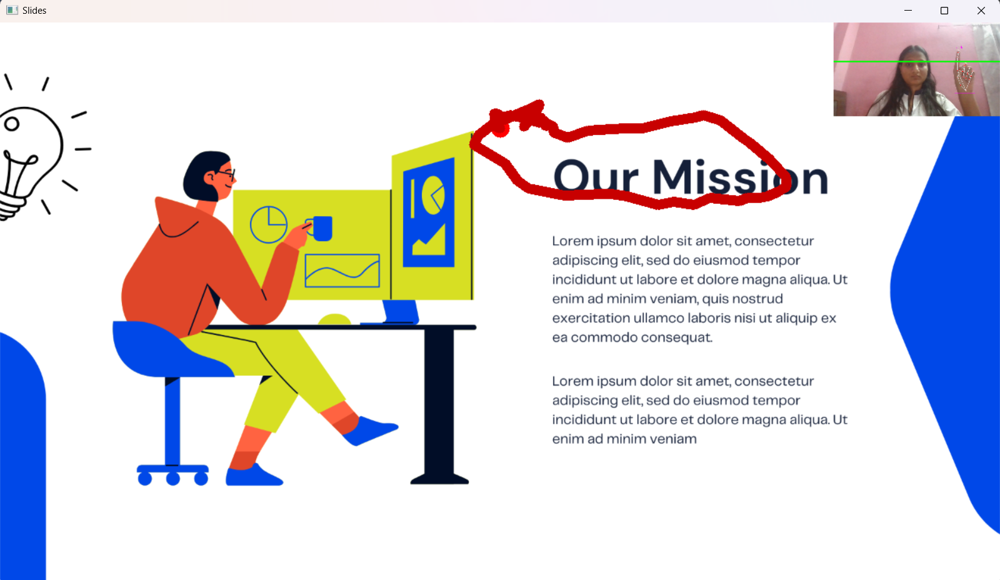 Slides
Our Mission
Lorem ipsum dolor sit amet, consectetur
adipiscing elit, sed do eiusmod tempor
incididunt ut labore et dolore magna aliqua. Ut
enim ad minim veniam, quis nostrud
exercitation ullamco laboris nisi ut aliquip ex
ea commodo consequat.
Lorem ipsum dolor sit amet, consectetur
adipiscing elit, sed do eiusmod tempor
incididunt ut labore et dolore magna aliqua. Ut
enim ad minim veniam